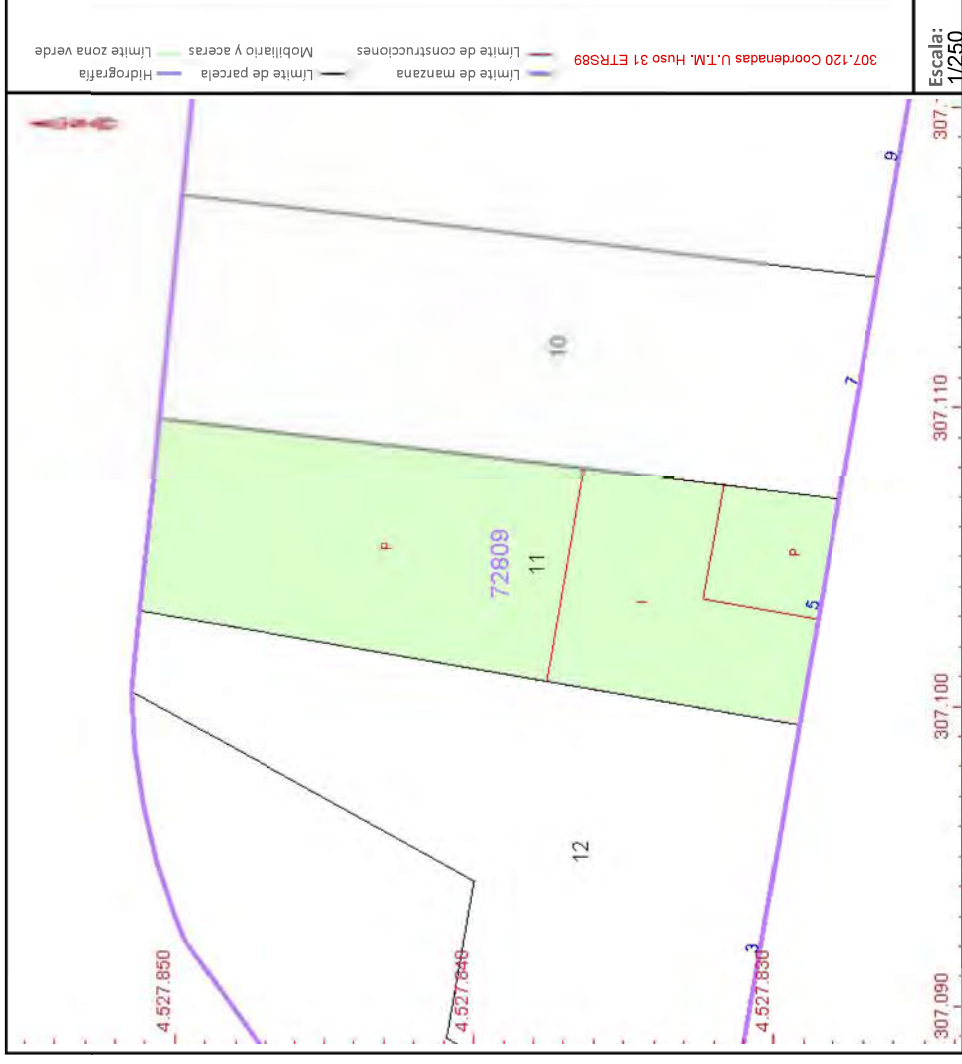 Límite de zona verde
Mobiliario y aceras
Límite de construcciones
307.120 Coordenadas U.T.M. Huso 31 ETRS89
Hidrografía
Límite de parcela
Límite de manzana
Escala:
1/250
4.527.850
4.527.840
4.527.830
307.090
307.100
307.110
307.
72809
10
11
12
P
I
P
3
5
7
9